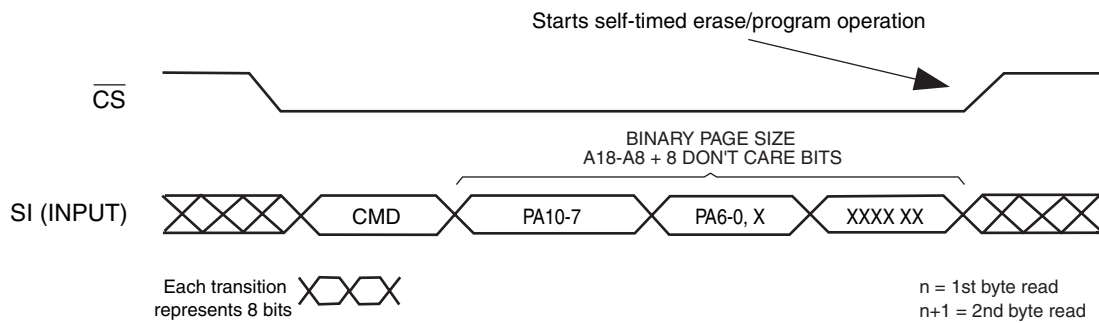 Starts self-timed erase/program operation
CS
BINARY PAGE SIZE
A18-A8 + 8 DON'T CARE BITS
SI (INPUT)
CMD
PA10-7
PA6-0, X
XXXX XX
Each transition
represents 8 bits
n = 1st byte read
n+1 = 2nd byte read